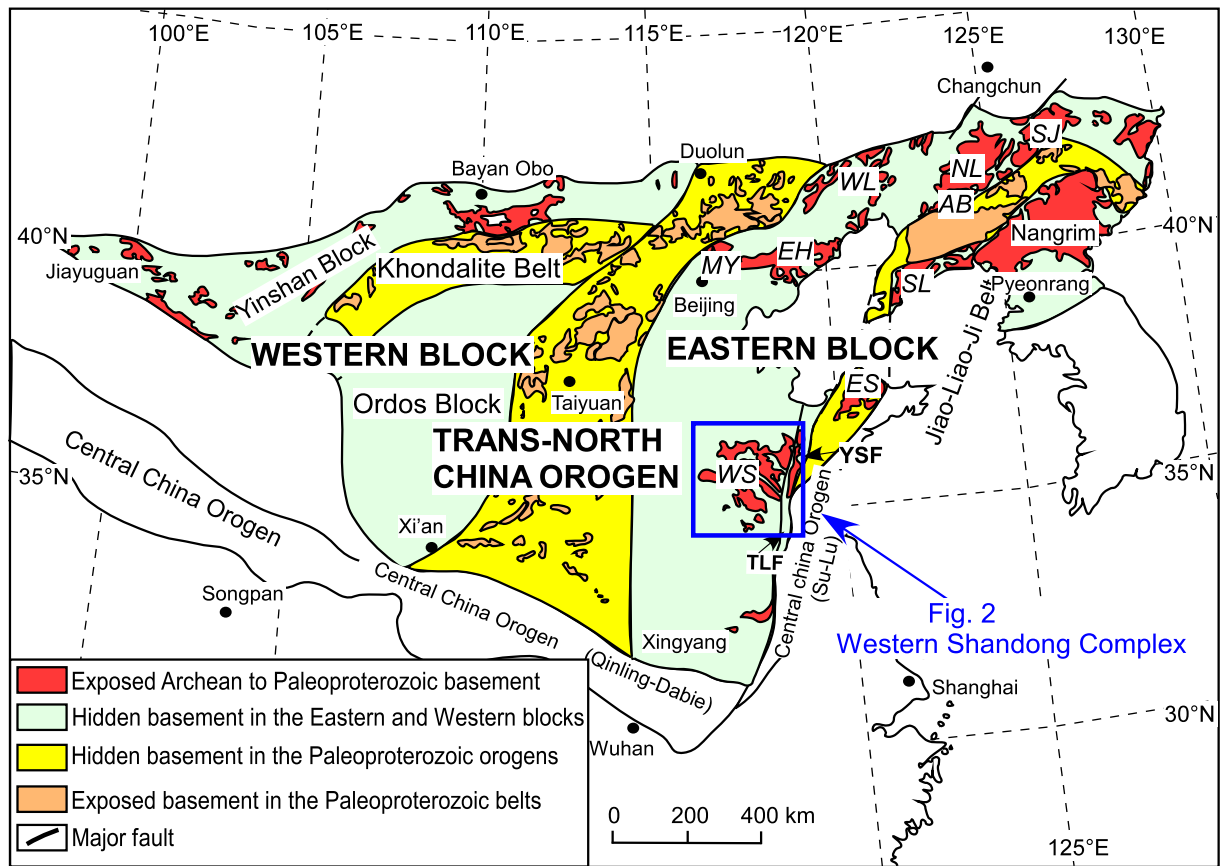 100°E
105°E
110°E
115°E
120°E
125°E
130°E
Changchun
Duolun
Bayan Obo
SJ
NL
WL
AB
40°N
Jiayuguan
Yinshan Block
Khondalite Belt
MY
EH
Nangrim
40°N
SL
Pyeonrang
Beijing
WESTERN BLOCK
EASTERN BLOCK
Ordos Block
Taiyuan
ES
Jiao-Liao-Ji Belt
TRANS-NORTH
CHINA OROGEN
WS
YSF
35°N
35°N
Central China Orogen
Xi'an
TLF
Central china Orogen
(Su-Lu)
Songpan
Central China Orogen
(Qinling-Dabie)
Xingyang
Fig. 2
Western Shandong Complex
Shanghai
30°N
Wuhan
Exposed Archean to Paleoproterozoic basement
Hidden basement in the Eastern and Western blocks
Hidden basement in the Paleoproterozoic orogens
Exposed basement in the Paleoproterozoic belts
Major fault
0 200 400 km
125°E